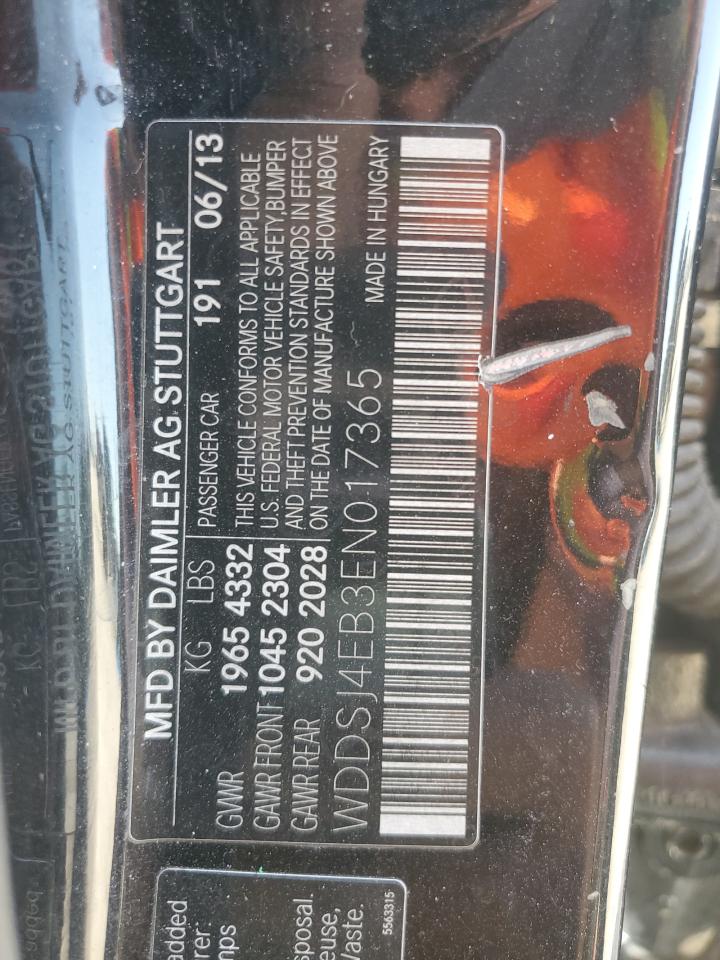 MFD BY DAIMLER AG STUTTGART
KG LBS PASSENGER CAR 191 06/13
GVWR 1965 4332 THIS VEHICLE CONFORMS TO ALL APPLICABLE
GAWR FRONT 1045 2304 U.S. FEDERAL MOTOR VEHICLE SAFETY,BUMPER
AND THEFT PREVENTION STANDARDS IN EFFECT
GAWR REAR 920 2028 ON THE DATE OF MANUFACTURE SHOWN ABOVE
WDDSJ4EB3EN017365 MADE IN HUNGARY
added
rer:
mps
sposal.
euse,
Waste.
5563315